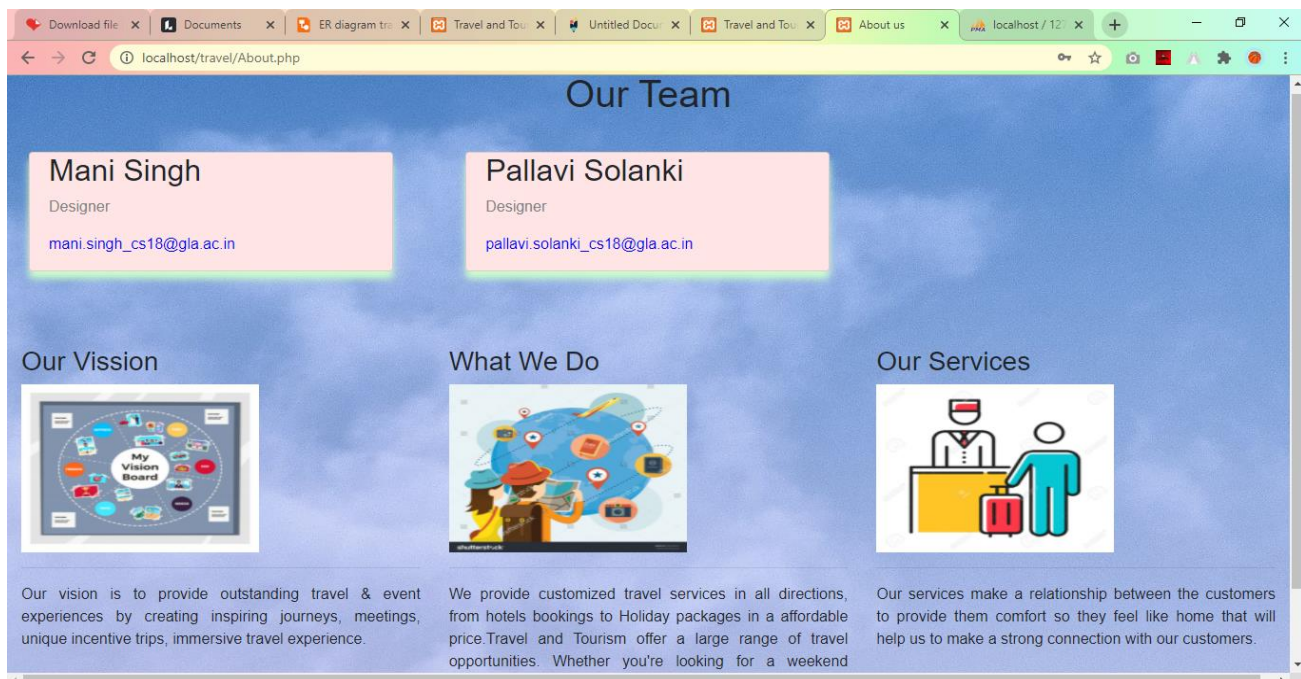 Download file
Documents
ER diagram tra
Travel and Tou
Untitled Docur
Travel and Tou
About us
localhost / 127
localhost/travel/About.php
Our Team
Mani Singh
Designer
mani.singh_cs18@gla.ac.in
Pallavi Solanki
Designer
pallavi.solanki_cs18@gla.ac.in
Our Vission
My
Vision
Board
Our vision is to provide outstanding travel & event
experiences by creating inspiring journeys, meetings,
unique incentive trips, immersive travel experience.
What We Do
shutterstock
We provide customized travel services in all directions,
from hotels bookings to Holiday packages in a affordable
price.Travel and Tourism offer a large range of travel
opportunities. Whether you're looking for a weekend
Our Services
Our services make a relationship between the customers
to provide them comfort so they feel like home that will
help us to make a strong connection with our customers.